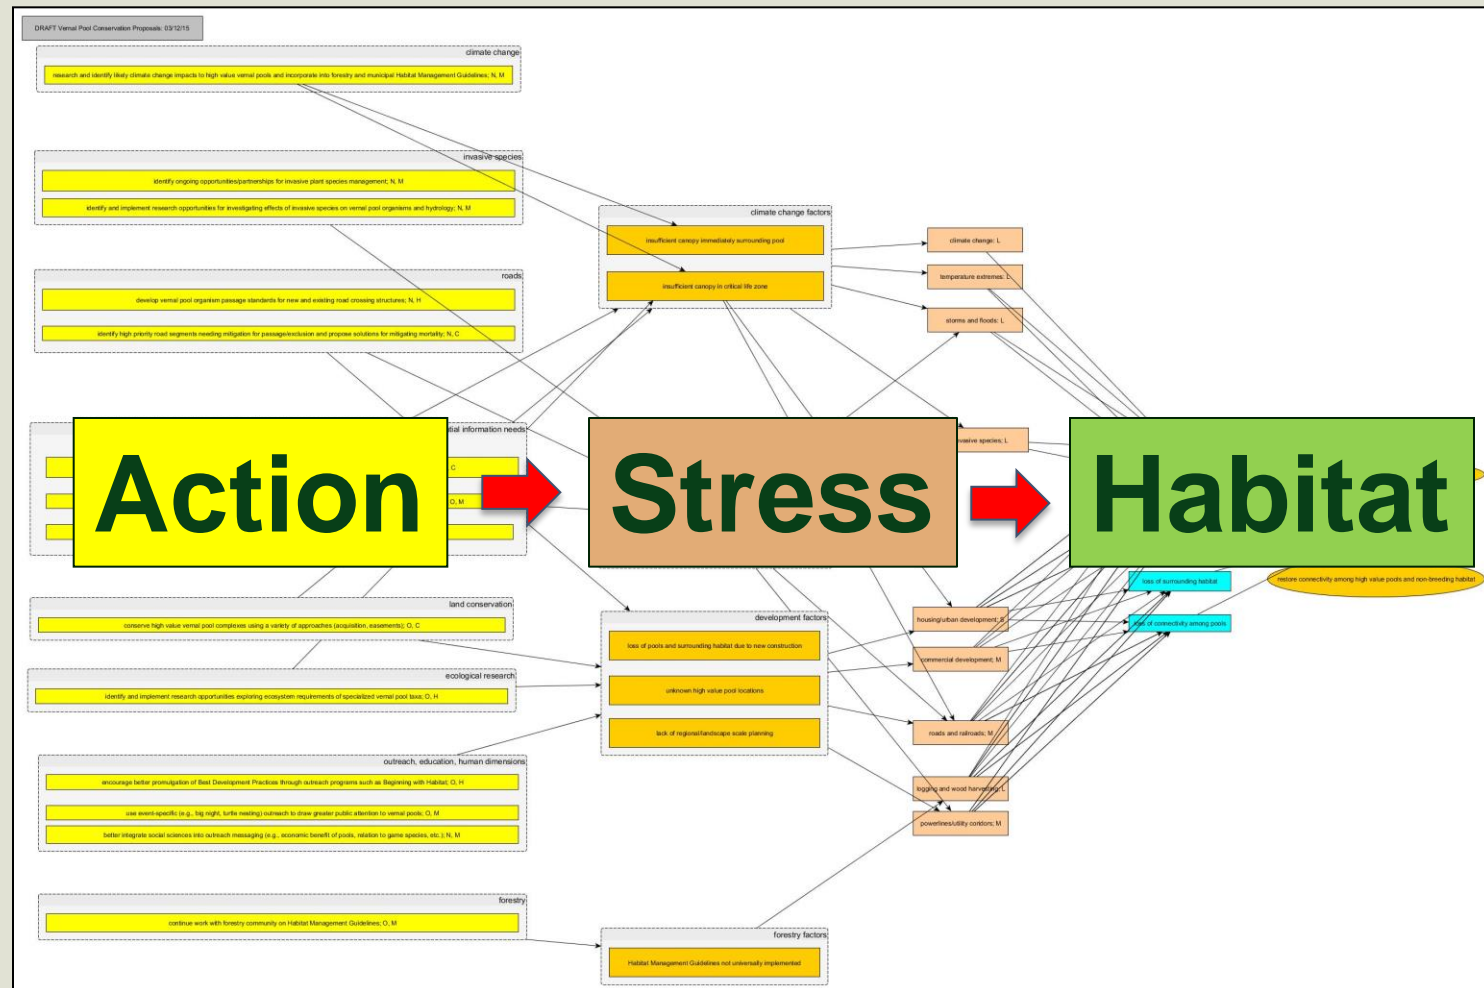 DRAFT Vernal Pool Conservation Proposals: 03/12/15
climate change
research and identify likely climate change impacts to high value vernal pools and incorporate into forestry and municipal Habitat Management Guidelines; N, M
invasive species
identify ongoing opportunities/partnerships for invasive plant species management; N, M
identify and implement research opportunities for investigating effects of invasive species on vernal pool organisms and hydrology; N, M
roads
develop vernal pool organism passage standards for new and existing road crossing structures; N, H
identify high priority road segments needing mitigation for passage/exclusion and propose solutions for mitigating mortality; N, C
information needs
C
O, M
Action
Stress
Habitat
land conservation
conserve high value vernal pool complexes using a variety of approaches (acquisition, easements); O, C
ecological research
identify and implement research opportunities exploring ecosystem requirements of specialized vernal pool taxa; O, H
outreach, education, human dimensions
encourage better promulgation of Best Development Practices through outreach programs such as Beginning with Habitat; O, H
use event-specific (e.g., big night, turtle nesting) outreach to draw greater public attention to vernal pools; O, M
better integrate social sciences into outreach messaging (e.g., economic benefit of pools, relation to game species, etc.); N, M
forestry
continue work with forestry community on Habitat Management Guidelines; O, M
climate change factors
insufficient canopy immediately surrounding pool
insufficient canopy in critical life zone
development factors
loss of pools and surrounding habitat due to new construction
unknown high value pool locations
lack of regional/landscape scale planning
forestry factors
Habitat Management Guidelines not universally implemented
climate change: L
temperature extremes: L
storms and floods: L
species; L
housing/urban development; S
commercial development; M
roads and railroads; M
logging and wood harvesting; L
powerlines/utility coridors; M
loss of surrounding habitat
loss of connectivity among pools
restore connectivity among high value pools and non-breeding habitat